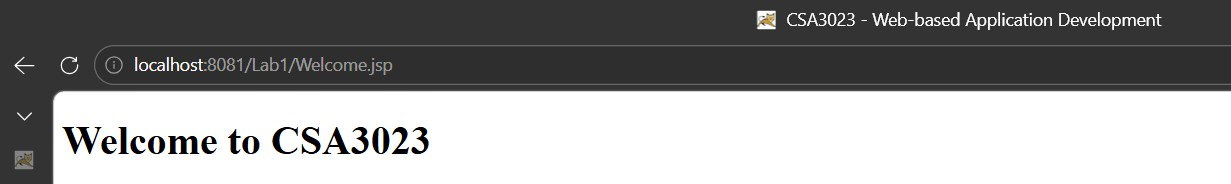 CSA3023 - Web-based Application Development
localhost:8081/Lab1/Welcome.jsp
Welcome to CSA3023